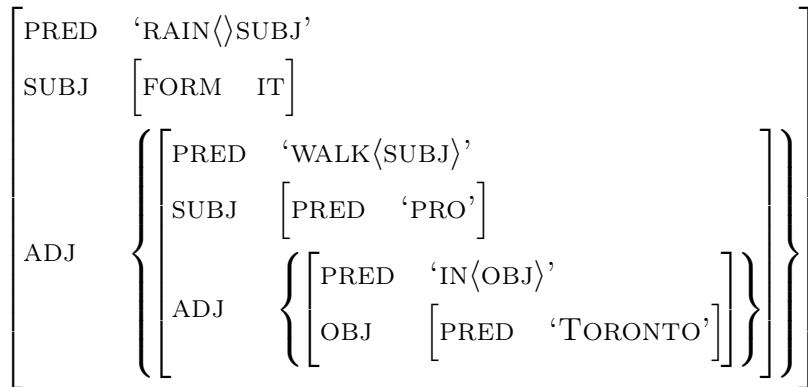 PRED ‘RAIN⟨⟩SUBJ’
SUBJ [FORM IT]
PRED ‘WALK⟨SUBJ⟩’
SUBJ [PRED ‘PRO’]
ADJ
PRED ‘IN⟨OBJ⟩’
ADJ
OBJ [PRED ‘TORONTO’]